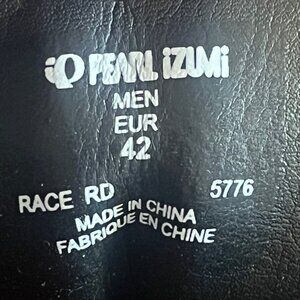 PEARL iZUMi
MEN
EUR
42
RACE RD 5776
MADE IN CHINA
FABRIQUE EN CHINE